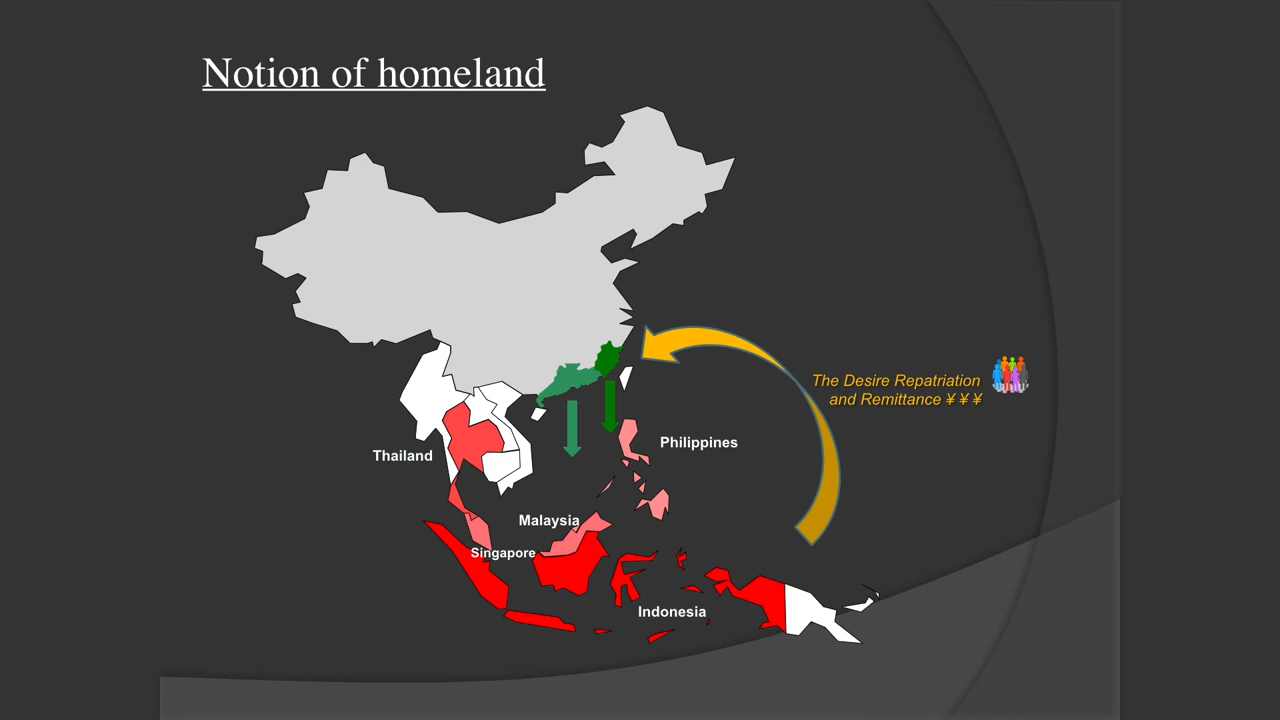 Notion of homeland
The Desire Repatriation
and Remittance ¥ ¥ ¥
Philippines
Thailand
Malaysia
Singapore
Indonesia